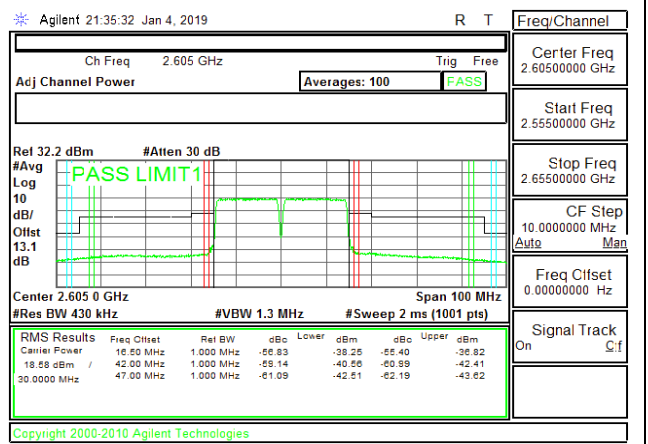 Agilent 21:35:32 Jan 4, 2019 R T
Ch Freq 2.605 GHz Trig Free
Adj Channel Power Averages: 100 PASS
Ref 32.2 dBm #Atten 30 dB
#Avg
Log
10
dB/
Offst
13.1
dB
PASS LIMIT1
Center 2.605 0 GHz Span 100 MHz
#Res BW 430 kHz #VBW 1.3 MHz #Sweep 2 ms (1001 pts)
RMS Results Freq Offset Ref BW dBc Lower dBm dBc Upper dBm
Carrier Power 16.50 MHz 1.000 MHz -56.83 -38.25 -55.40 -36.82
18.58 dBm / 42.00 MHz 1.000 MHz -59.14 -40.56 -60.99 -42.41
30.0000 MHz 47.00 MHz 1.000 MHz -61.09 -42.51 -62.19 -43.62
Copyright 2000-2010 Agilent Technologies
Freq/Channel
Center Freq
2.60500000 GHz
Start Freq
2.55500000 GHz
Stop Freq
2.65500000 GHz
CF Step
10.0000000 MHz
Auto Man
Freq Offset
0.00000000 Hz
Signal Track
On Off